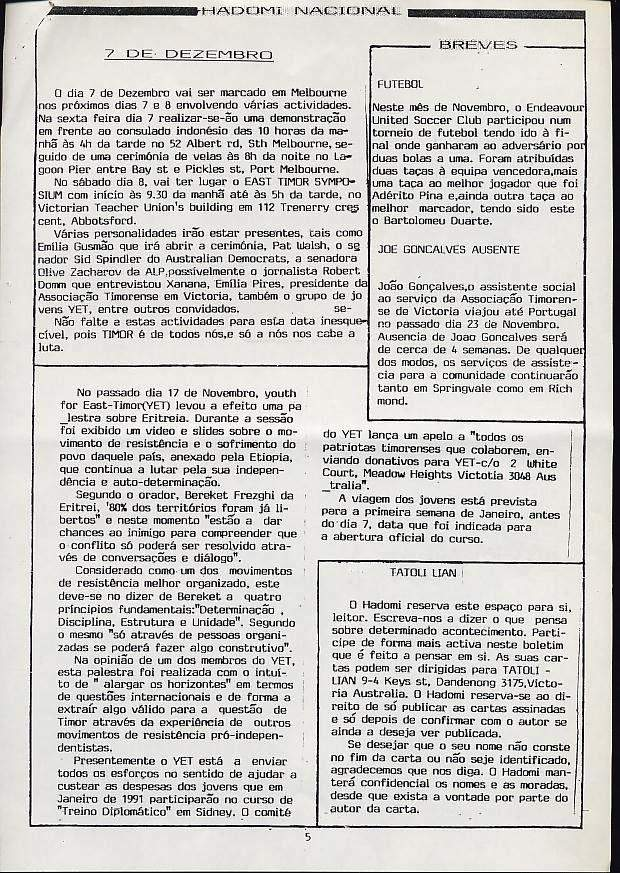 HADOMI NACIONAL
7 DE DEZEMBRO
O dia 7 de Dezembro vai ser marcado em Melbourne
nos próximos dias 7 e 8 envolvendo várias actividades.
Na sexta feira dia 7 realizar-se-ão uma demonstração
em frente ao consulado indonésio das 10 horas da ma-
nhã às 4h da tarde no 52 Albert rd, Sth Melbourne, se-
guido de uma cerimónia de velas às 8h da noite no La-
goon Pier entre Bay st e Pickles st, Port Melbourne.
No sábado dia 8, vai ter lugar o EAST TIMOR SYMPO-
SIUM com início às 9.30 da manhã até às 5h da tarde, no
Victorian Teacher Union's building em 112 Trenerry cres
cent, Abbotsford.
Várias personalidades irão estar presentes, tais como
Emília Gusmão que irá abrir a cerimónia, Pat Walsh, o se
nador Sid Spindler do Australian Democrats, a senadora
Olive Zacharov da ALP,possívelmente o jornalista Robert
Domm que entrevistou Xanana, Emília Pires, presidente da
Associação Timorense em Victoria, também o grupo de jo
vens YET, entre outros convidados. se-
Não falte a estas actividades para esta data inesque-
cível, pois TIMOR é de todos nós,e só a nós nos cabe a
luta.
BREVES
FUTEBOL
Neste mês de Novembro, o Endeavour
United Soccer Club participou num
torneio de futebol tendo ido à fi-
nal onde ganharam ao adversário por
duas bolas a uma. Foram atribuídas
duas taças à equipa vencedora,mais
uma taça ao melhor jogador que foi
Adérito Pina e,ainda outra taça ao
melhor marcador, tendo sido este
o Bartolomeu Duarte.
JOE GONCALVES AUSENTE
João Gonçalves,o assistente social
ao serviço da Associação Timoren-
se de Victoria viajou até Portugal
no passado dia 23 de Novembro.
Ausencia de Joao Goncalves será
de cerca de 4 semanas. De qualquer
dos modos, os serviços de assiste-
cia para a comunidade continuarão
tanto em Springvale como em Rich
mond.
No passado dia 17 de Novembro, youth
for East-Timor(YET) levou a efeito uma pa
_lestra sobre Eritreia. Durante a sessão
foi exibido um video e slides sobre o mo-
vimento de resistência e o sofrimento do
povo daquele país, anexado pela Etiopia,
que continua a lutar pela sua indepen-
dência e auto-determinação.
Segundo o orador, Bereket Frezghi da
Eritrei, '80% dos territórios foram já li-
bertos" e neste momento "estão a dar
chances ao inimigo para compreender que
o conflito só poderá ser resolvido atra-
vés de conversações e diálogo".
Considerado como um dos movimentos
de resistência melhor organizado, este
deve-se no dizer de Bereket a quatro
príncipios fundamentais:"Determinação ,
Disciplina, Estrutura e Unidade". Segundo
o mesmo "só através de pessoas organi-
zadas se poderá fazer algo construtivo".
Na opinião de um dos membros do YET,
esta palestra foi realizada com o intuí-
to de " alargar os horizontes" em termos
de questões internacionais e de forma a
extraír algo válido para a questão de
Timor através da experiência de outros
movimentos de resistência pró-indepen-
dentistas.
Presentemente o YET está a enviar
todos os esforços no sentido de ajudar a
custear as despesas dos jovens que em
Janeiro de 1991 participarão no curso de
"Treino Diplomático" em Sidney. O comité
do YET lança um apelo a "todos os
patriotas timorenses que colaborem, en-
viando donativos para YET-c/o 2 White
Court, Meadow Heights Victotia 3048 Aus
_tralia".
A viagem dos jovens está prevista
para a primeira semana de Janeiro, antes
do dia 7, data que foi indicada para
a abertura oficial do curso.
TATOLI LIAN
O Hadomi reserva este espaço para si,
leitor. Escreva-nos a dizer o que pensa
sobre determinado acontecimento. Parti-
cipe de forma mais activa neste boletim
que é feito a pensar em si. As suas car-
tas podem ser dirigidas para TATOLI -
LIAN 9-4 Keys st, Dandenong 3175,Victo-
ria Australia. O Hadomi reserva-se ao di-
reito de só publicar as cartas assinadas
e só depois de confirmar com o autor se
ainda a deseja ver publicada.
Se desejar que o seu nome não conste
no fim da carta ou não seje identificado,
agradecemos que nos diga. O Hadomi man-
terá confidencial os nomes e as moradas,
desde que exista a vontade por parte do
autor da carta.
5